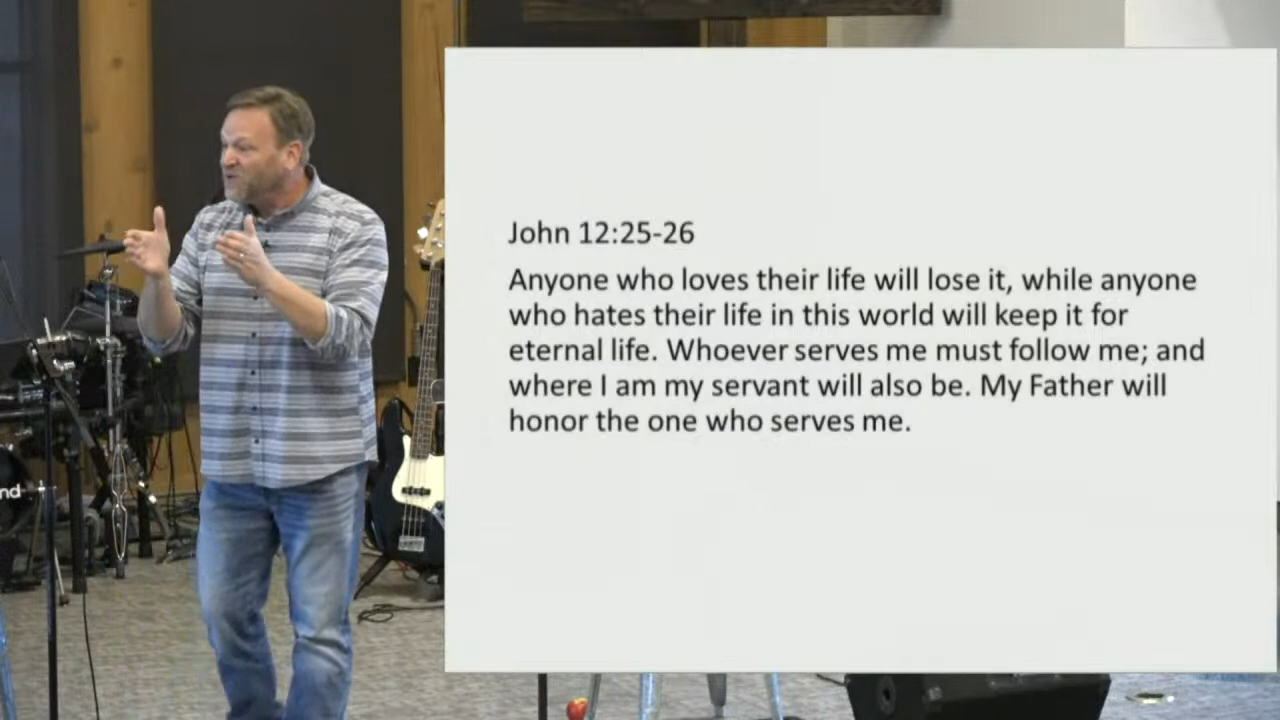 John 12:25-26
Anyone who loves their life will lose it, while anyone
who hates their life in this world will keep it for
eternal life. Whoever serves me must follow me; and
where I am my servant will also be. My Father will
honor the one who serves me.
nd